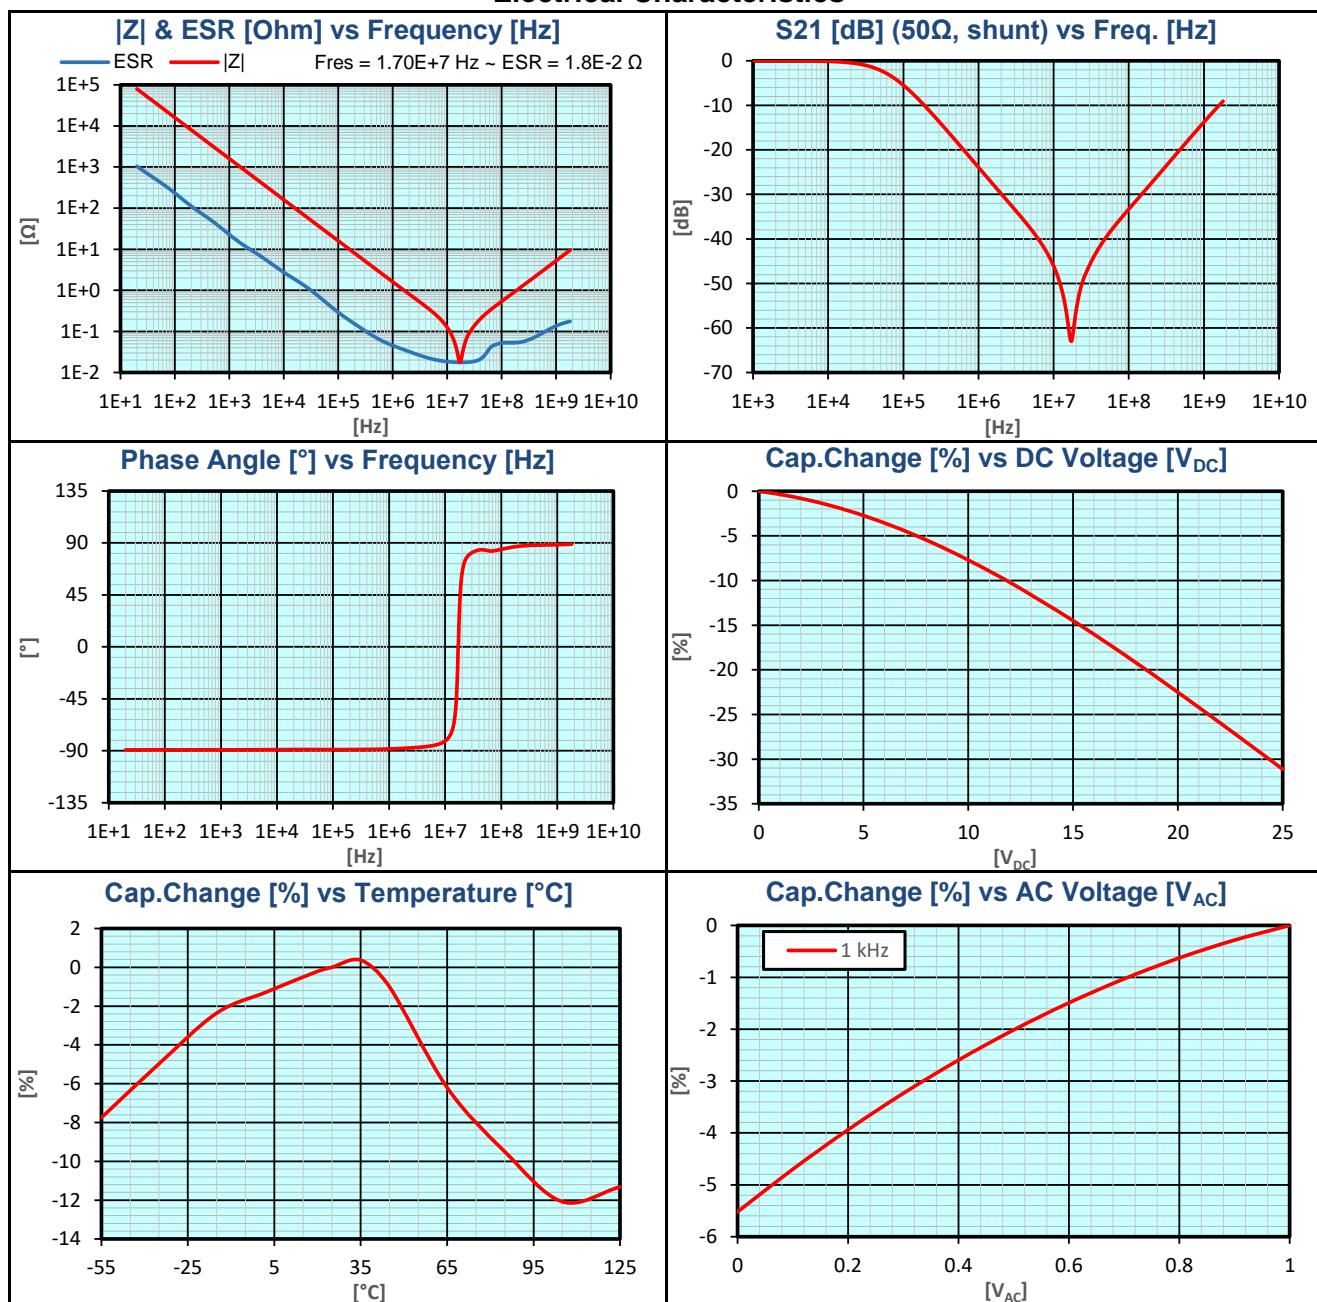 |Z| & ESR [Ohm] vs Frequency [Hz]
ESR |Z| Fres = 1.70E+7 Hz ~ ESR = 1.8E-2 Ω
1E+5
1E+4
1E+3
1E+2
1E+1
1E+0
1E-1
1E-2
[Ω]
1E+1 1E+2 1E+3 1E+4 1E+5 1E+6 1E+7 1E+8 1E+9 1E+10
[Hz]
S21 [dB] (50Ω, shunt) vs Freq. [Hz]
0
-10
-20
-30
-40
-50
-60
-70
[dB]
1E+3 1E+4 1E+5 1E+6 1E+7 1E+8 1E+9 1E+10
[Hz]
Phase Angle [°] vs Frequency [Hz]
135
90
45
0
-45
-90
-135
[°]
1E+1 1E+2 1E+3 1E+4 1E+5 1E+6 1E+7 1E+8 1E+9 1E+10
[Hz]
Cap.Change [%] vs DC Voltage [VDC]
0
-5
-10
-15
-20
-25
-30
-35
[%]
0 5 10 15 20 25
[VDC]
Cap.Change [%] vs Temperature [°C]
2
0
-2
-4
-6
-8
-10
-12
-14
[%]
-55 -25 5 35 65 95 125
[°C]
Cap.Change [%] vs AC Voltage [VAC]
1 kHz
0
-1
-2
-3
-4
-5
-6
[%]
0 0.2 0.4 0.6 0.8 1
[VAC]